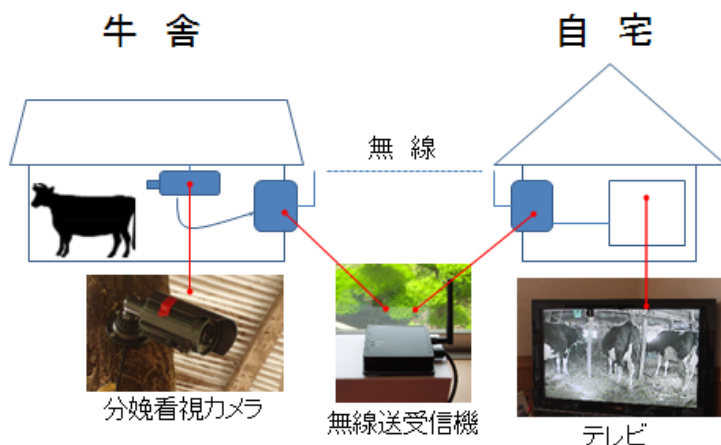 牛 舎
自 宅
無 線
分娩看視カメラ
無線送受信機
テレビ